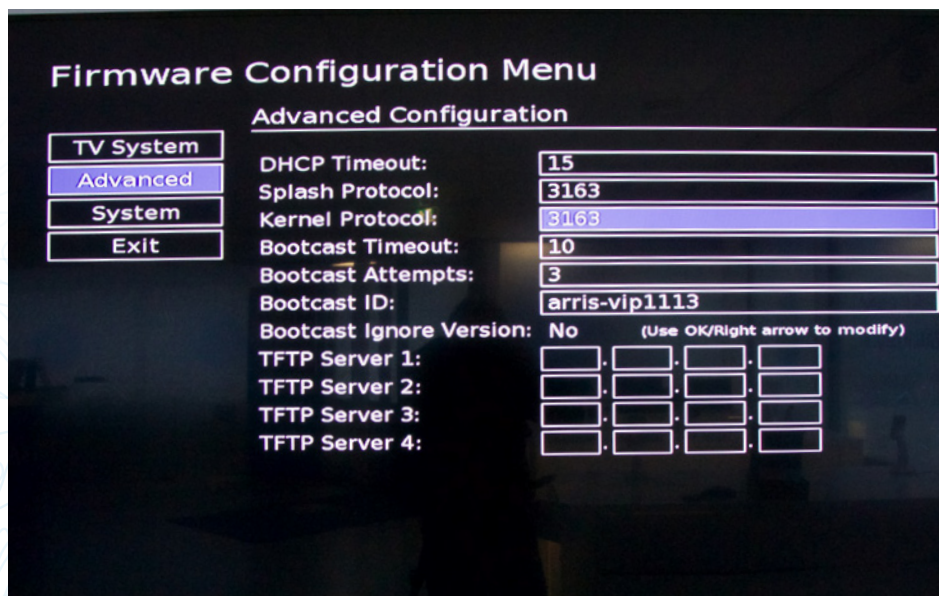 Firmware Configuration Menu
Advanced Configuration
TV System
Advanced
System
Exit
DHCP Timeout: 15
Splash Protocol: 3163
Kernel Protocol: 3163
Bootcast Timeout: 10
Bootcast Attempts: 3
Bootcast ID: arris-vip1113
Bootcast Ignore Version: No (Use OK/Right arrow to modify)
TFTP Server 1: . . .
TFTP Server 2: . . .
TFTP Server 3: . . .
TFTP Server 4: . . .